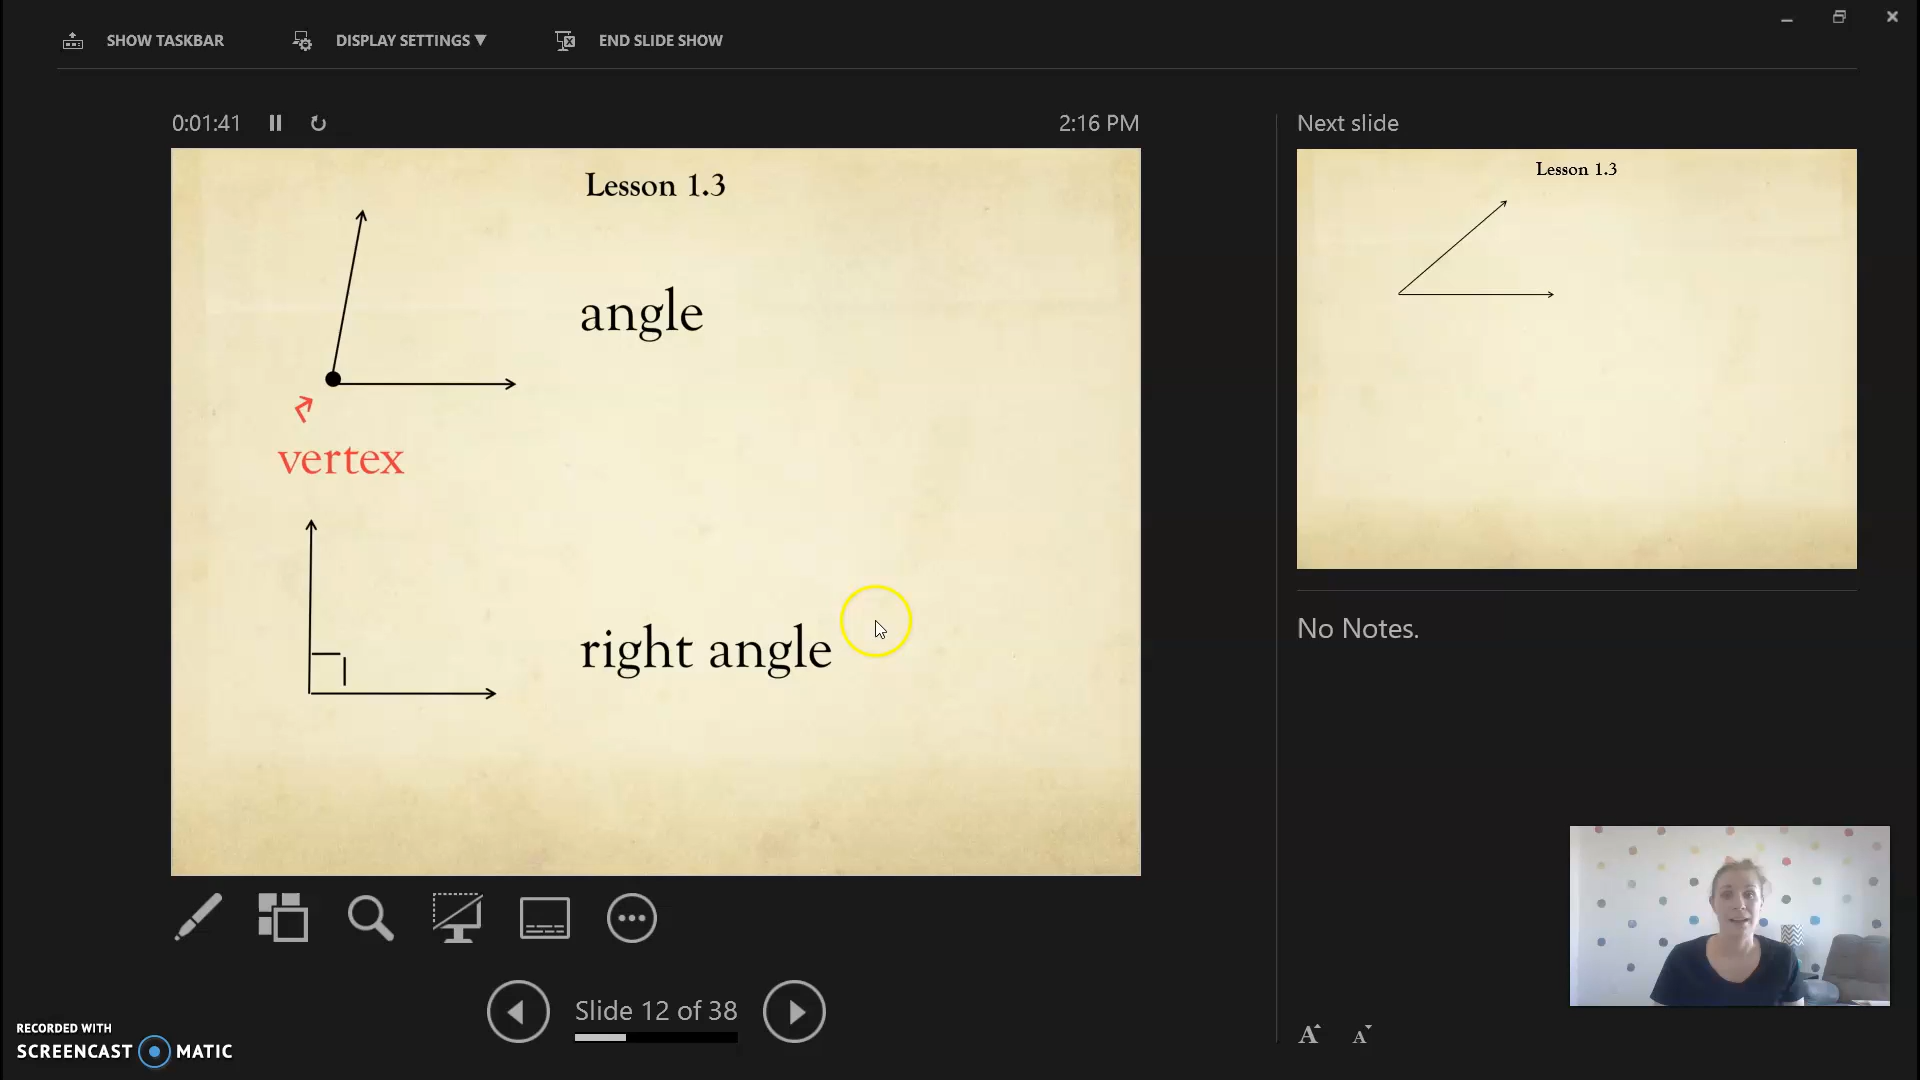 SHOW TASKBAR
DISPLAY SETTINGS ▼
END SLIDE SHOW
0:01:41
2:16 PM
Next slide
Lesson 1.3
angle
vertex
right angle
Lesson 1.3
No Notes.
Slide 12 of 38
RECORDED WITH
SCREENCAST MATIC
A A